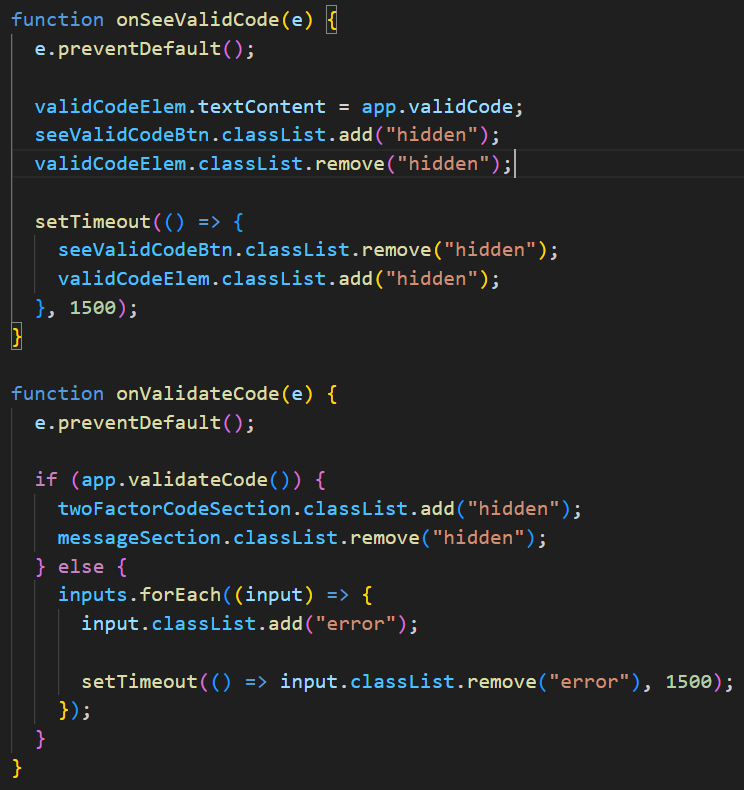 function onSeeValidCode(e) {
  e.preventDefault();

  validCodeElem.textContent = app.validCode;
  seeValidCodeBtn.classList.add("hidden");
  validCodeElem.classList.remove("hidden");

  setTimeout(() => {
    seeValidCodeBtn.classList.remove("hidden");
    validCodeElem.classList.add("hidden");
  }, 1500);
}

function onValidateCode(e) {
  e.preventDefault();

  if (app.validateCode()) {
    twoFactorCodeSection.classList.add("hidden");
    messageSection.classList.remove("hidden");
  } else {
    inputs.forEach((input) => {
      input.classList.add("error");

      setTimeout(() => input.classList.remove("error"), 1500);
    });
  }
}